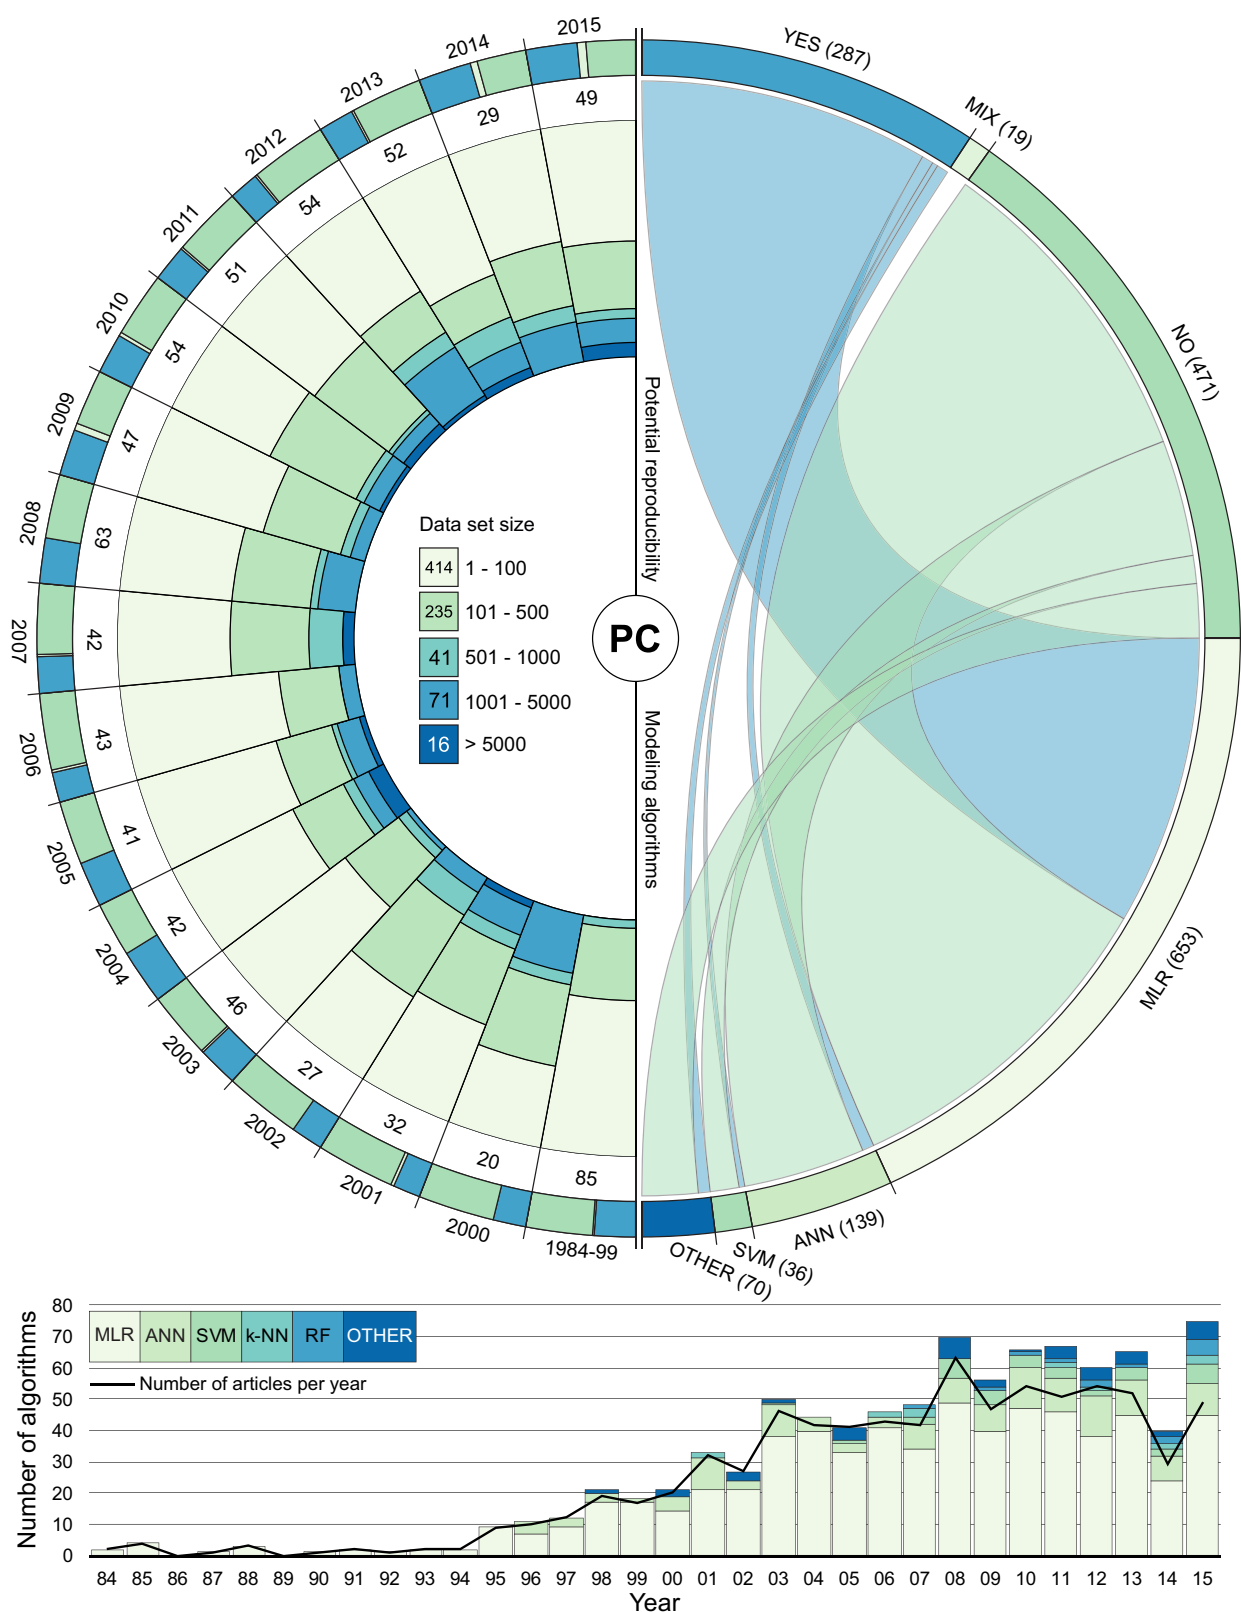 2015
2014
2013
2012
2011
2010
2009
2008
2007
2006
2005
2004
2003
2002
2001
2000
1984-99
49
29
52
54
51
54
47
63
42
43
41
42
46
27
32
20
85
YES (287)
MIX (19)
NO (471)
MLR (653)
ANN (139)
SVM (36)
OTHER (70)
Potential reproducibility
PC
Modeling algorithms
Data set size
414 1 - 100
235 101 - 500
41 501 - 1000
71 1001 - 5000
16 > 5000
Number of algorithms
80
70
60
50
40
30
20
10
0
MLR ANN SVM k-NN RF OTHER
Number of articles per year
84 85 86 87 88 89 90 91 92 93 94 95 96 97 98 99 00 01 02 03 04 05 06 07 08 09 10 11 12 13 14 15
Year